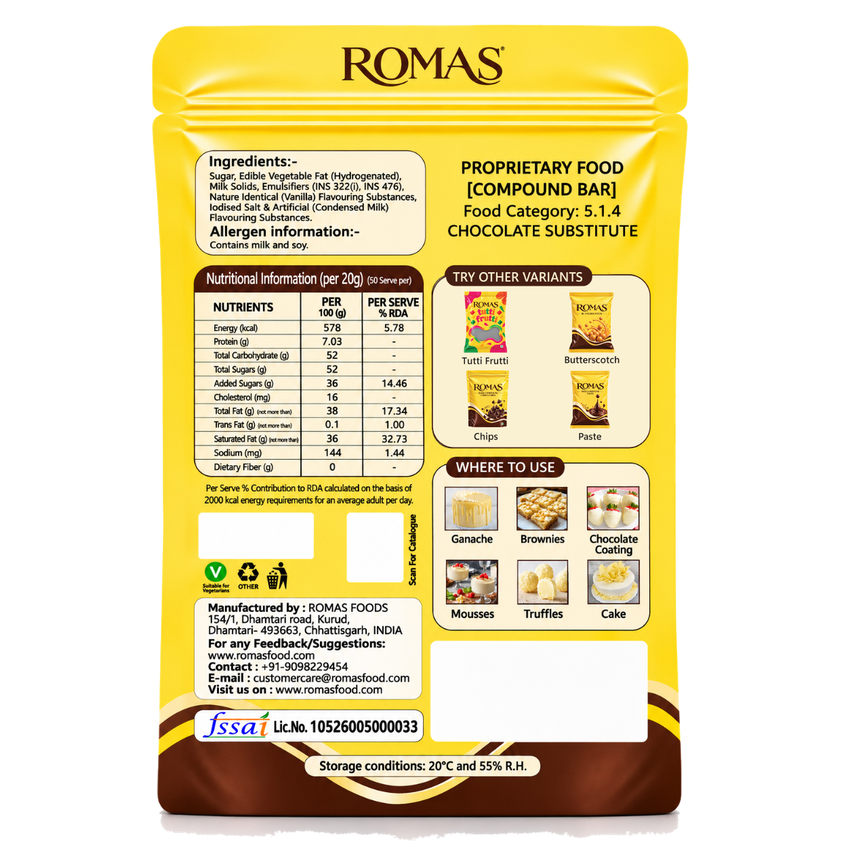 ROMAS®
Ingredients:-
Sugar, Edible Vegetable Fat (Hydrogenated),
Milk Solids, Emulsifiers (INS 322(i), INS 476),
Nature Identical (Vanilla) Flavouring Substances,
Iodised Salt & Artificial (Condensed Milk)
Flavouring Substances.
Allergen information:-
Contains milk and soy.
PROPRIETARY FOOD
[COMPOUND BAR]
Food Category: 5.1.4
CHOCOLATE SUBSTITUTE
Nutritional Information (per 20g) (50 Serve per)
NUTRIENTS PER 100 (g) PER SERVE % RDA
Energy (kcal) 578 5.78
Protein (g) 7.03 -
Total Carbohydrate (g) 52 -
Total Sugars (g) 52 -
Added Sugars (g) 36 14.46
Cholesterol (mg) 16 -
Total Fat (g) (not more than) 38 17.34
Trans Fat (g) (not more than) 0.1 1.00
Saturated Fat (g) (not more than) 36 32.73
Sodium (mg) 144 1.44
Dietary Fiber (g) 0 -
Per Serve % Contribution to RDA calculated on the basis of
2000 kcal energy requirements for an average adult per day.
TRY OTHER VARIANTS
ROMAS
tutti
frutti
Tutti Frutti
ROMAS
Butterscotch
ROMAS
Chips
ROMAS
Paste
WHERE TO USE
Ganache
Brownies
Chocolate
Coating
Mousses
Truffles
Cake
Scan For Catalogue
V
Suitable for
Vegetarians
OTHER
Manufactured by : ROMAS FOODS
154/1, Dhamtari road, Kurud,
Dhamtari- 493663, Chhattisgarh, INDIA
For any Feedback/Suggestions:
www.romasfood.com
Contact : +91-9098229454
E-mail : customercare@romasfood.com
Visit us on : www.romasfood.com
fssai Lic.No. 10526005000033
Storage conditions: 20°C and 55% R.H.